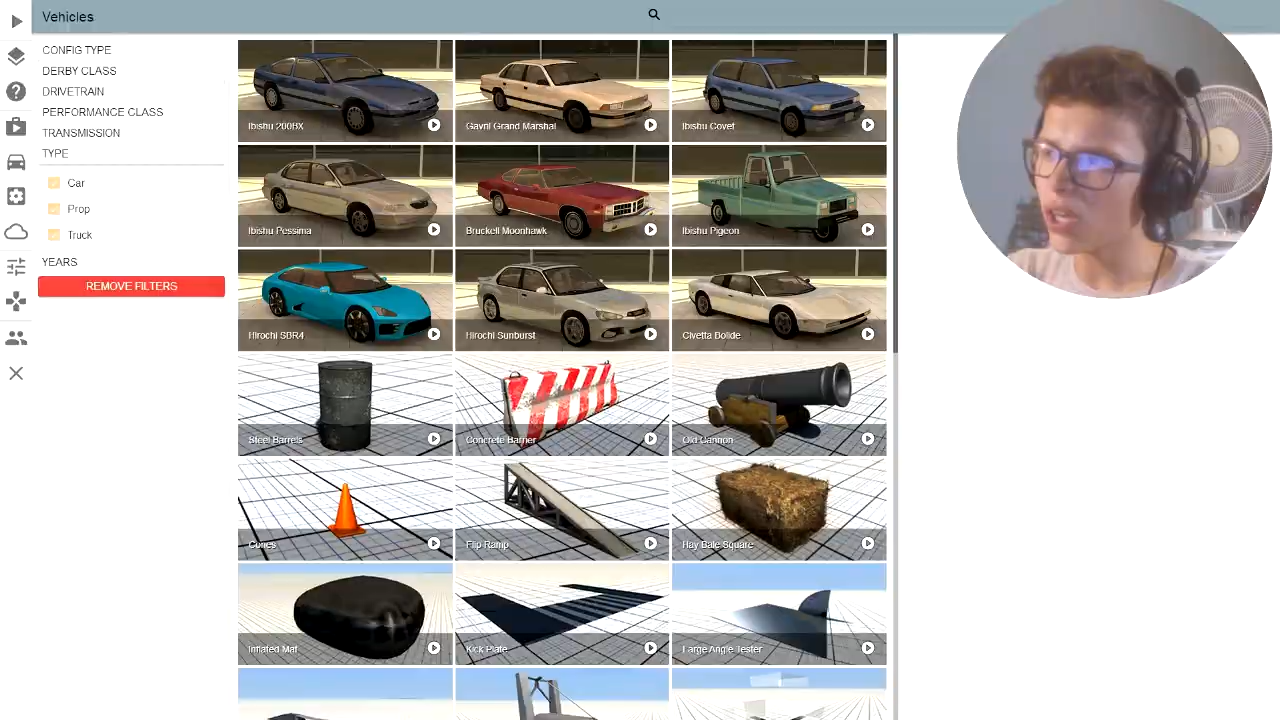 Vehicles
CONFIG TYPE
DERBY CLASS
DRIVETRAIN
PERFORMANCE CLASS
TRANSMISSION
TYPE
Car
Prop
Truck
YEARS
REMOVE FILTERS
Ibishu 200BX
Gavril Grand Marshal
Ibishu Covet
Ibishu Pessima
Bruckell Moonhawk
Ibishu Pigeon
Hirochi SBR4
Hirochi Sunburst
Civetta Bolide
Steel Barrels
Concrete Barrier
Old Cannon
Cones
Flip Ramp
Hay Bale Square
Inflated Mat
Kick Plate
Large Angle Tester